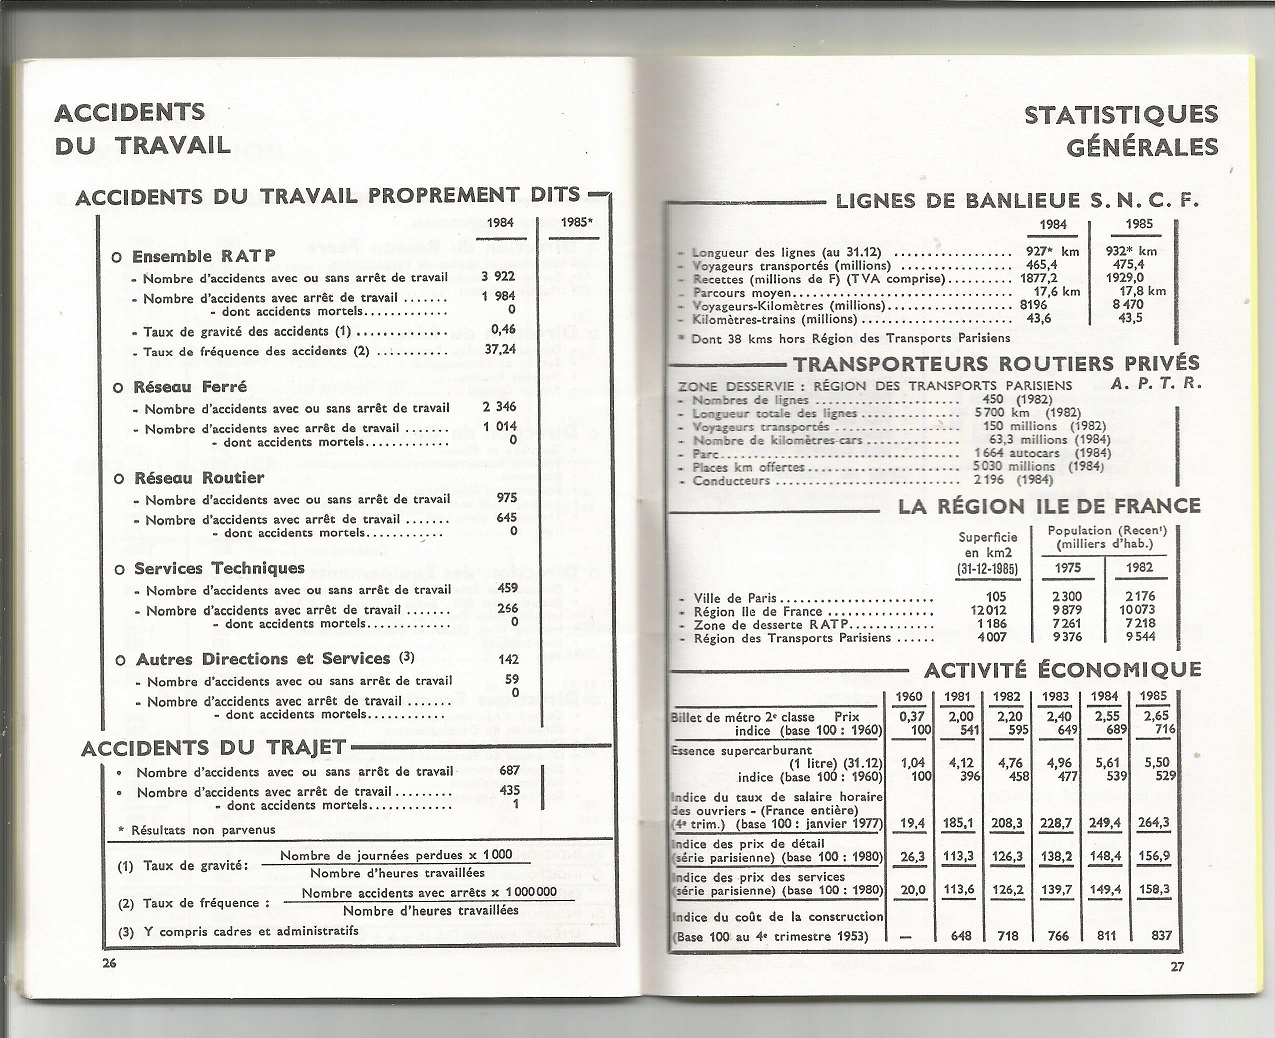 ACCIDENTS
DU TRAVAIL
ACCIDENTS DU TRAVAIL PROPREMENT DITS
1984 1985*
O Ensemble RATP
- Nombre d'accidents avec ou sans arrêt de travail 3 922
- Nombre d'accidents avec arrêt de travail ....... 1 984
- dont accidents mortels............ 0
- Taux de gravité des accidents (1) ............. 0,46
- Taux de fréquence des accidents (2) ........... 37,24
O Réseau Ferré
- Nombre d'accidents avec ou sans arrêt de travail 2 346
- Nombre d'accidents avec arrêt de travail ....... 1 014
- dont accidents mortels............ 0
O Réseau Routier
- Nombre d'accidents avec ou sans arrêt de travail 975
- Nombre d'accidents avec arrêt de travail ....... 645
- dont accidents mortels............ 0
O Services Techniques
- Nombre d'accidents avec ou sans arrêt de travail 459
- Nombre d'accidents avec arrêt de travail ....... 266
- dont accidents mortels............ 0
O Autres Directions et Services (3) 142
- Nombre d'accidents avec ou sans arrêt de travail 59
- Nombre d'accidents avec arrêt de travail ....... 0
- dont accidents mortels............
ACCIDENTS DU TRAJET
• Nombre d'accidents avec ou sans arrêt de travail 687
• Nombre d'accidents avec arrêt de travail ......... 435
- dont accidents mortels............ 1
* Résultats non parvenus
(1) Taux de gravité: Nombre de journées perdues x 1 000
Nombre d'heures travaillées
(2) Taux de fréquence : Nombre accidents avec arrêts x 1 000 000
Nombre d'heures travaillées
(3) Y compris cadres et administratifs
26
STATISTIQUES
GÉNÉRALES
LIGNES DE BANLIEUE S. N. C. F.
1984 1985
- Longueur des lignes (au 31.12) .................. 927* km 932* km
- Voyageurs transportés (millions) ................. 465,4 475,4
- Recettes (millions de F) (TVA comprise).......... 1877,2 1929,0
- Parcours moyen................................. 17,6 km 17,8 km
- Voyageurs-Kilomètres (millions)................... 8196 8 470
- Kilomètres-trains (millions) ....................... 43,6 43,5
* Dont 38 kms hors Région des Transports Parisiens
TRANSPORTEURS ROUTIERS PRIVÉS
ZONE DESSERVIE : RÉGION DES TRANSPORTS PARISIENS A. P. T. R.
- Nombres de lignes ...................... 450 (1982)
- Longueur totale des lignes ............... 5 700 km (1982)
- Voyageurs transportés .................... 150 millions (1982)
- Nombre de kilomètres-cars............... 63,3 millions (1984)
- Parc.................................... 1 664 autocars (1984)
- Places km offertes....................... 5 030 millions (1984)
- Conducteurs ............................ 2 196 (1984)
LA RÉGION ILE DE FRANCE
Superficie Population (Recenᵗ)
en km2 (milliers d'hab.)
(31-12-1985) 1975 1982
- Ville de Paris....................... 105 2 300 2 176
- Région Ile de France ................ 12 012 9 879 10 073
- Zone de desserte RATP............. 1 186 7 261 7 218
- Région des Transports Parisiens ...... 4 007 9 376 9 544
ACTIVITÉ ÉCONOMIQUE
1960 1981 1982 1983 1984 1985
Billet de métro 2ᵉ classe Prix 0,37 2,00 2,20 2,40 2,55 2,65
indice (base 100 : 1960) 100 541 595 649 689 716
Essence supercarburant
(1 litre) (31.12) 1,04 4,12 4,76 4,96 5,61 5,50
indice (base 100 : 1960) 100 396 458 477 539 529
Indice du taux de salaire horaire
des ouvriers - (France entière)
(4ᵉ trim.) (base 100 : janvier 1977) 19,4 185,1 208,3 228,7 249,4 264,3
Indice des prix de détail
(série parisienne) (base 100 : 1980) 26,3 113,3 126,3 138,2 148,4 156,9
Indice des prix des services
(série parisienne) (base 100 : 1980) 20,0 113,6 126,2 139,7 149,4 158,3
Indice du coût de la construction
(Base 100 au 4ᵉ trimestre 1953) — 648 718 766 811 837
27